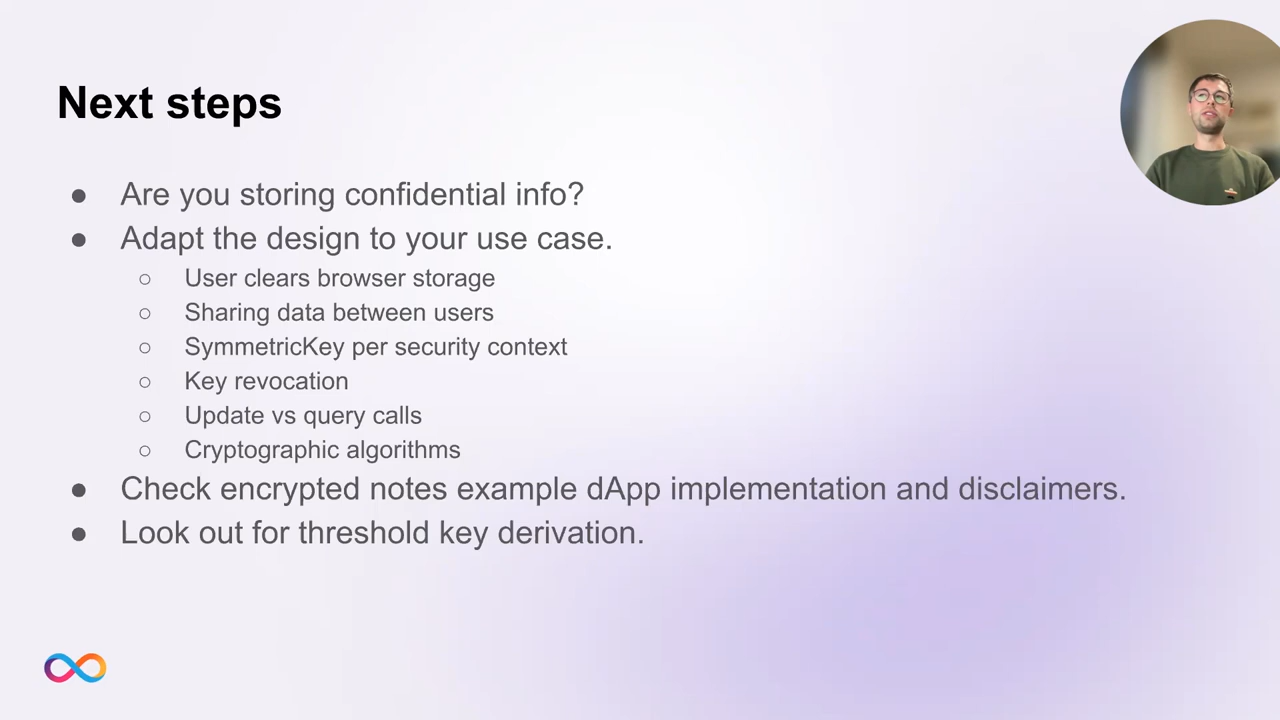 Next steps
● Are you storing confidential info?
● Adapt the design to your use case.
○ User clears browser storage
○ Sharing data between users
○ SymmetricKey per security context
○ Key revocation
○ Update vs query calls
○ Cryptographic algorithms
● Check encrypted notes example dApp implementation and disclaimers.
● Look out for threshold key derivation.